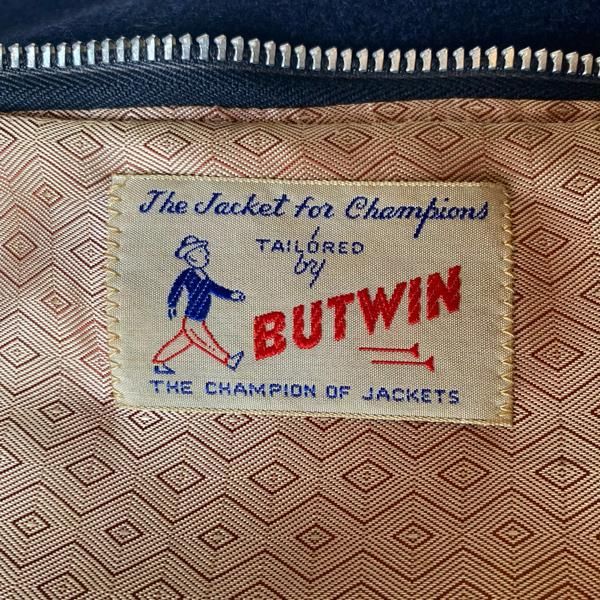 The Jacket for Champions
TAILORED
by
BUTWIN
THE CHAMPION OF JACKETS